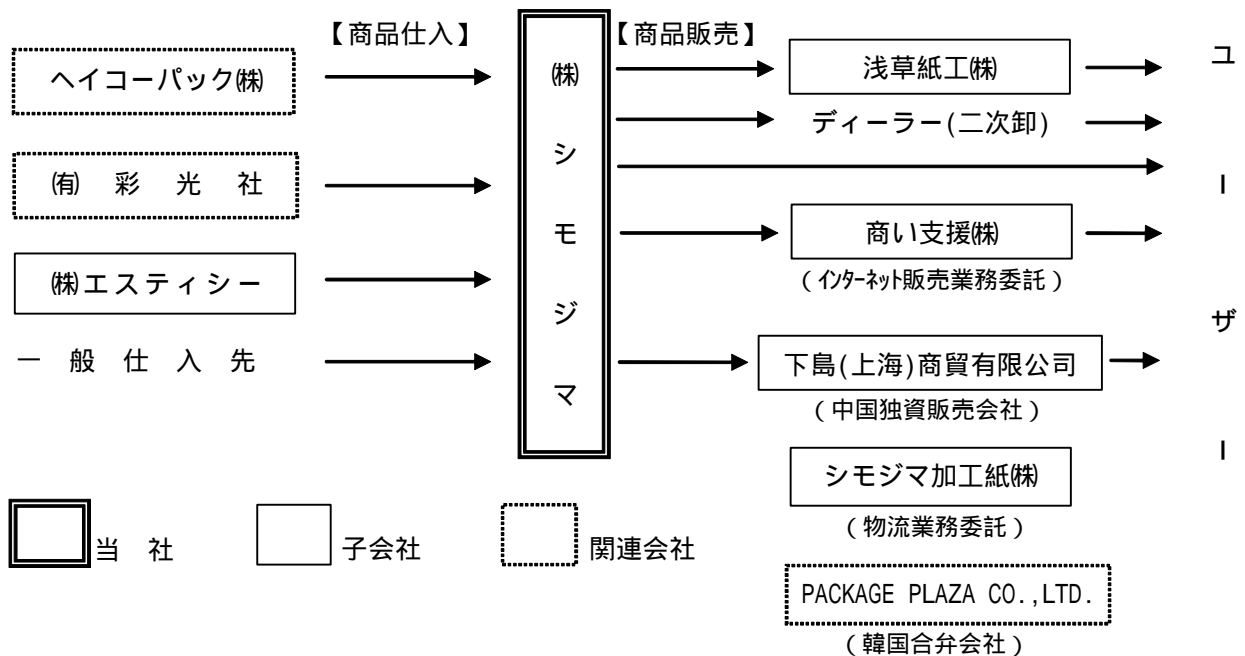 【商品仕入】
【商品販売】
ヘイコーパック㈱
㈲ 彩 光 社
㈱エスティシー
一 般 仕 入 先
㈱シモジマ
浅草紙工㈱
ディーラー(二次卸)
商い支援㈱
(インターネット販売業務委託)
下島(上海)商貿有限公司
(中国独資販売会社)
シモジマ加工紙㈱
(物流業務委託)
PACKAGE PLAZA CO.,LTD.
(韓国合弁会社)
ユーザー
当 社
子会社
関連会社